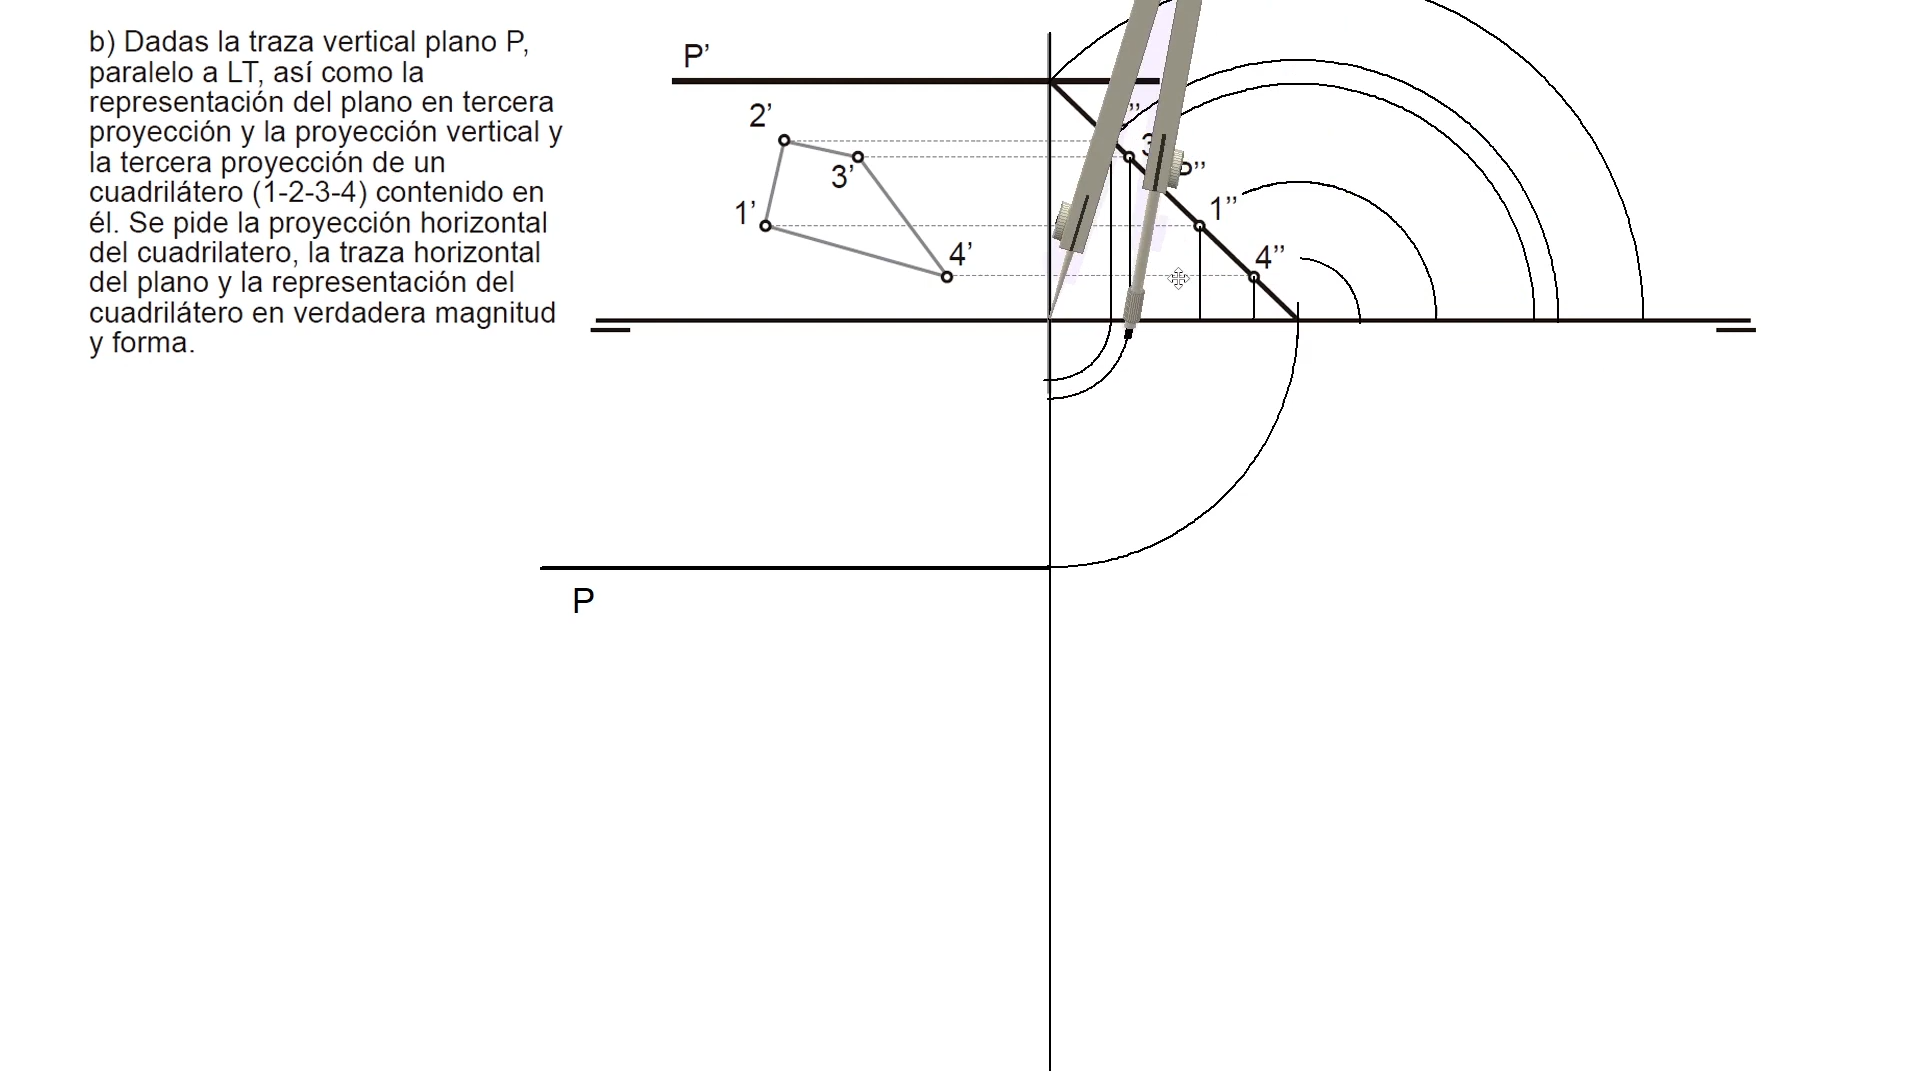 b) Dadas la traza vertical plano P,
paralelo a LT, así como la
representación del plano en tercera
proyección y la proyección vertical y
la tercera proyección de un
cuadrilátero (1-2-3-4) contenido en
él. Se pide la proyección horizontal
del cuadrilatero, la traza horizontal
del plano y la representación del
cuadrilátero en verdadera magnitud
y forma.
P’
2’
3’
1’
4’
3
P’’
1’’
4’’
P